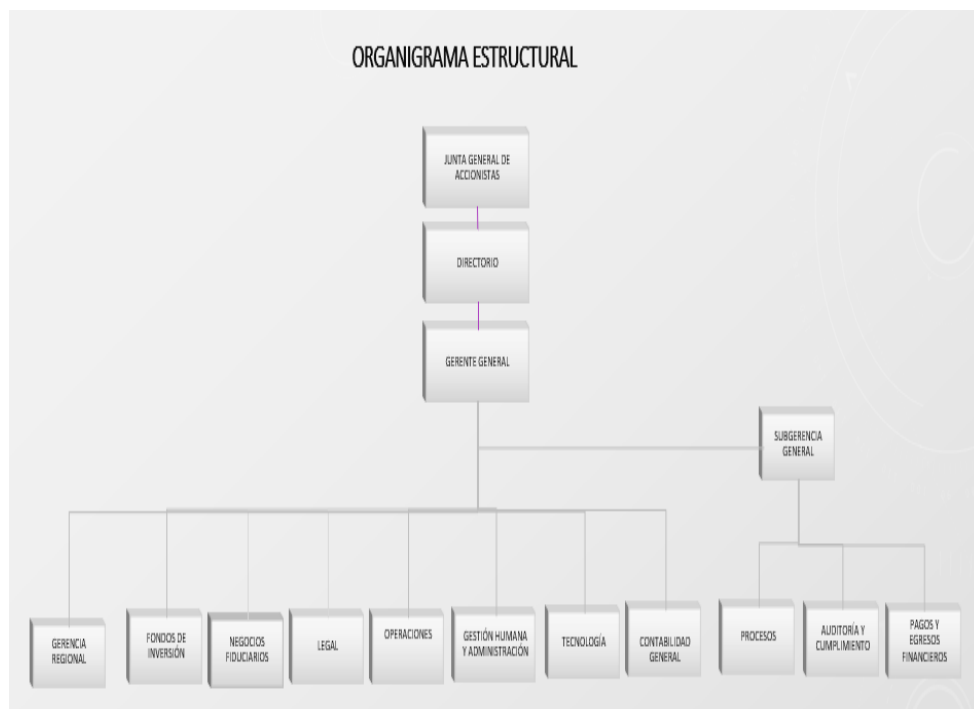 ORGANIGRAMA ESTRUCTURAL
JUNTA GENERAL DE
ACCIONISTAS
DIRECTORIO
GERENTE GENERAL
SUBGERENCIA
GENERAL
GERENCIA
REGIONAL
FONDOS DE
INVERSIÓN
NEGOCIOS
FIDUCIARIOS
LEGAL
OPERACIONES
GESTIÓN HUMANA
Y ADMINISTRACIÓN
TECNOLOGÍA
CONTABILIDAD
GENERAL
PROCESOS
AUDITORÍA Y
CUMPLIMIENTO
PAGOS Y
EGRESOS
FINANCIEROS